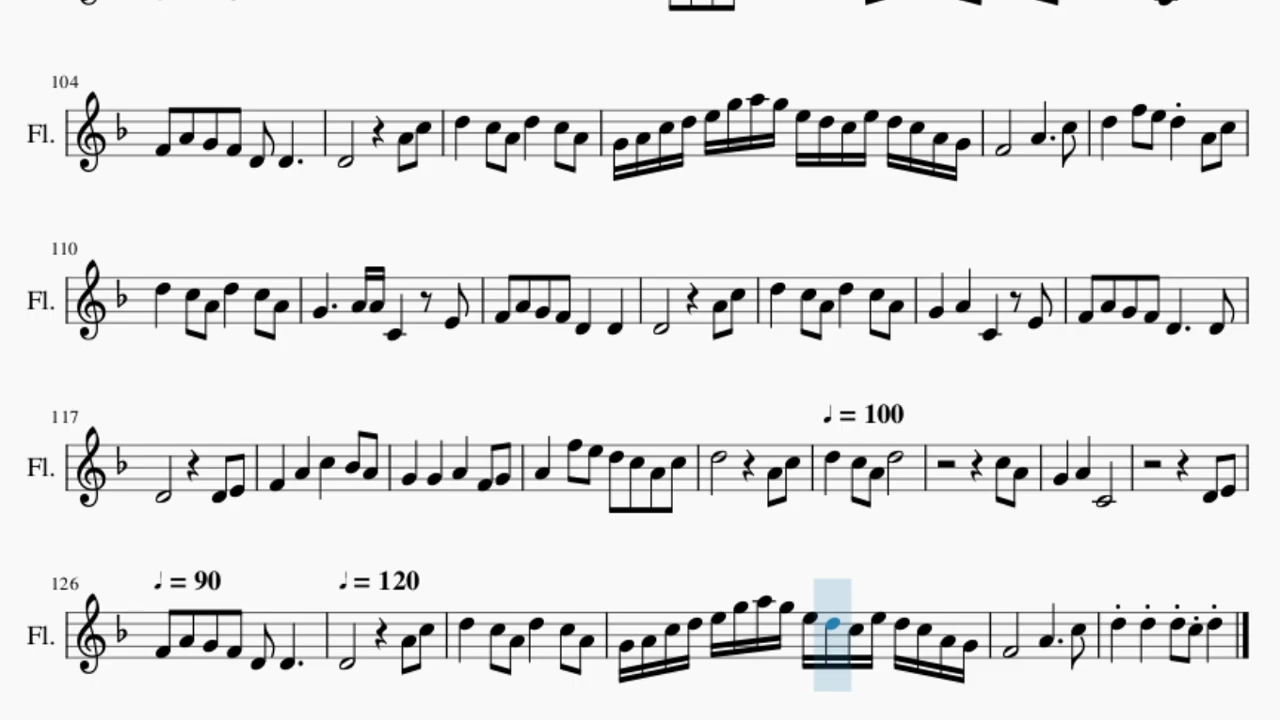 104
Fl.
110
Fl.
♩ = 100
117
Fl.
♩ = 90 ♩ = 120
126
Fl.